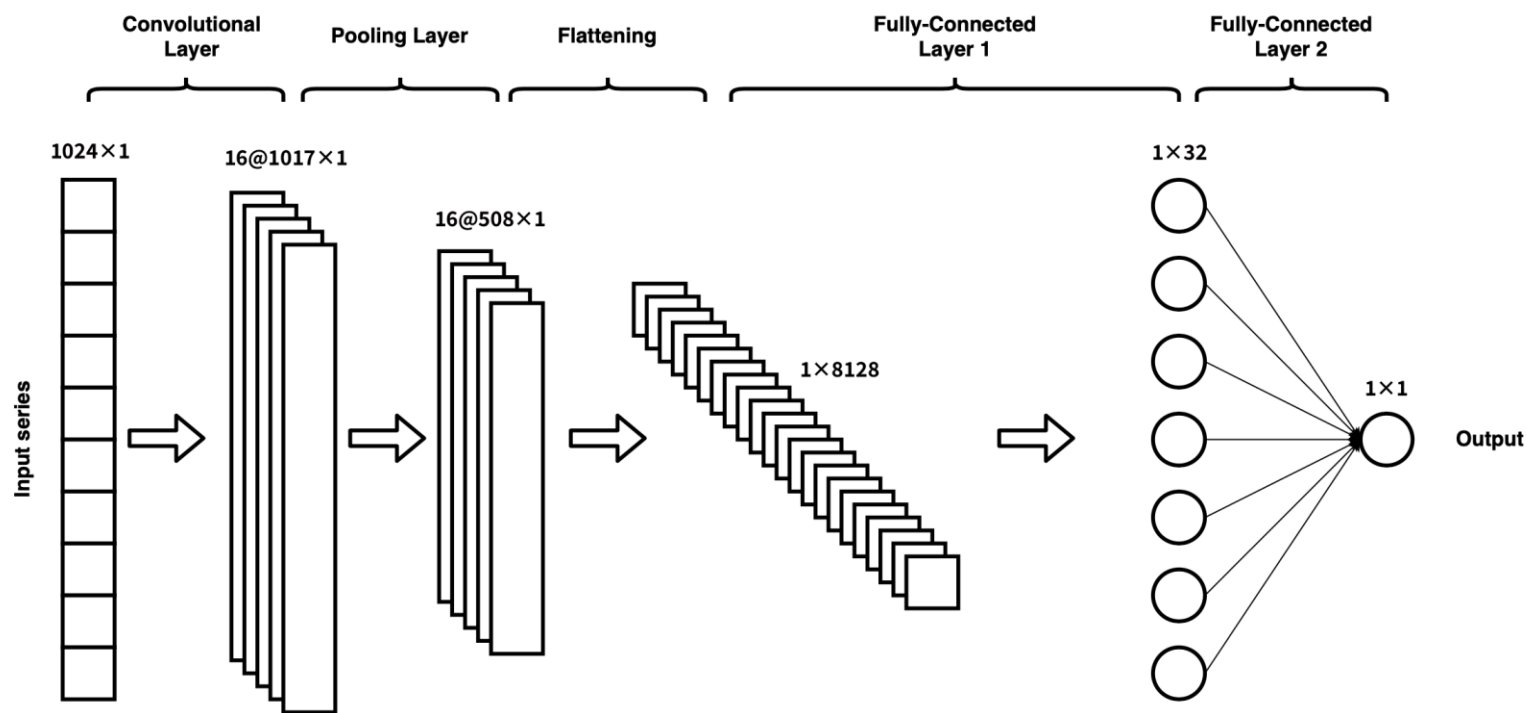 Convolutional
Layer
Pooling Layer
Flattening
Fully-Connected
Layer 1
Fully-Connected
Layer 2
1024×1
16@1017×1
16@508×1
1×8128
1×32
1×1
Input series
Output